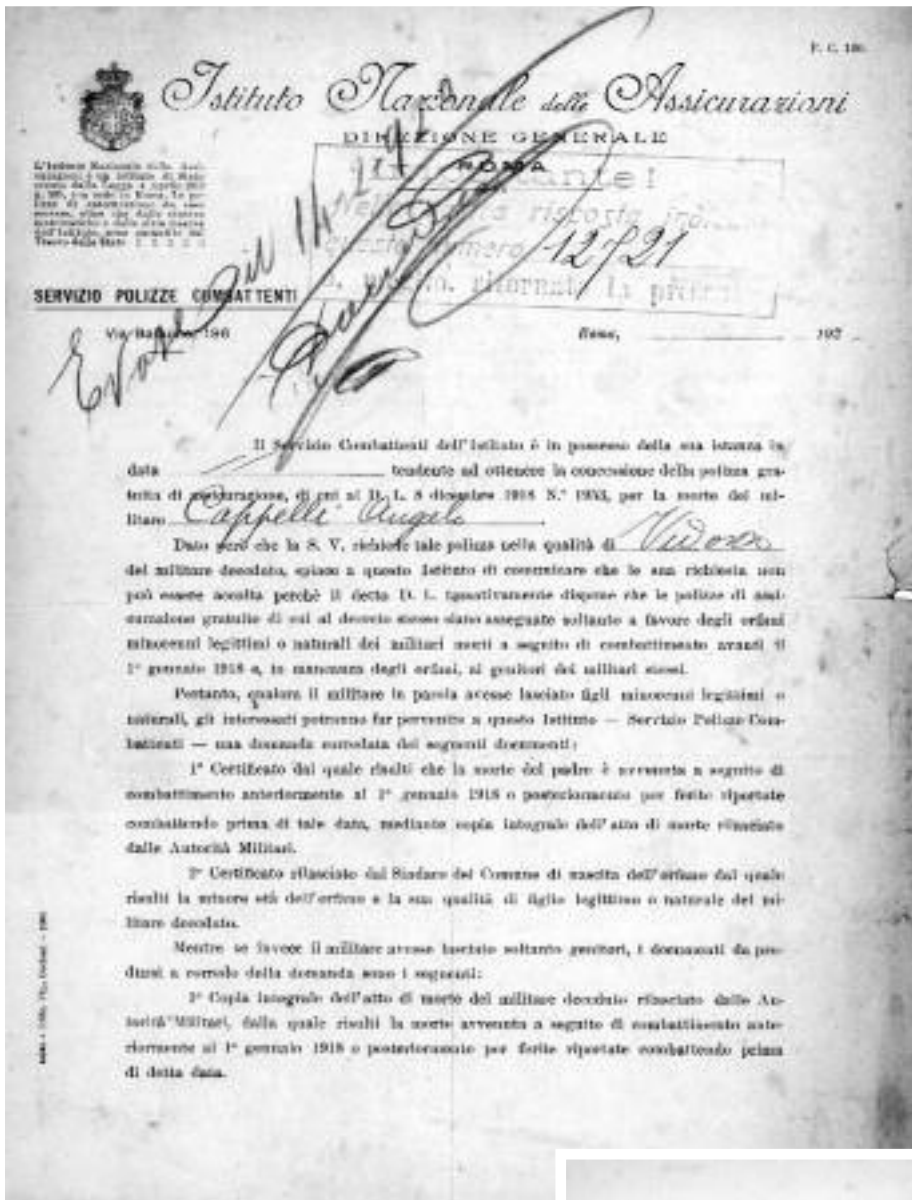 P. C. 186.
Istituto Nazionale delle Assicurazioni
DIREZIONE GENERALE
ROMA
L'Istituto Nazionale delle Assi-
SERVIZIO POLIZZE COMBATTENTI
12721
Via 196
Roma, 192
Evaso il 14-2-
Il Servizio Combattenti dell'Istituto è in possesso della sua istanza in
data tendente ad ottenere la concessione della polizza gra-
tuita di assicurazione, di cui al D. L. 8 dicembre 1918 N.° 1953, per la morte del mi-
litare Cappelli Angelo.
Dato però che la S. V. richiede tale polizza nella qualità di Vedova
del militare deceduto, spiace a questo Istituto di comunicare che la sua richiesta non
può essere accolta perchè il detto D. L. tassativamente dispone che le polizze di assi-
curazione gratuite di cui al decreto stesso siano assegnate soltanto a favore degli orfani
minorenni legittimi o naturali dei militari morti a seguito di combattimento avanti il
1° gennaio 1918 e, in mancanza degli orfani, ai genitori dei militari stessi.
Pertanto, qualora il militare in parola avesse lasciato figli minorenni legittimi o
naturali, gli interessati potranno far pervenire a questo Istituto — Servizio Polizze Com-
battenti — una domanda corredata dei seguenti documenti:
1° Certificato dal quale risulti che la morte del padre è avvenuta a seguito di
combattimento anteriormente al 1° gennaio 1918 o posteriormente per ferite riportate
combattendo prima di tale data, mediante copia integrale dell'atto di morte rilasciato
dalle Autorità Militari.
2° Certificato rilasciato dal Sindaco del Comune di nascita dell'orfano dal quale
risulti la minore età dell'orfano e la sua qualità di figlio legittimo o naturale del mi-
litare deceduto.
Mentre se invece il militare avesse lasciato soltanto genitori, i documenti da pro-
dursi a corredo della domanda sono i seguenti:
1° Copia integrale dell'atto di morte del militare deceduto rilasciato dalle Au-
torità Militari, dalla quale risulti la morte avvenuta a seguito di combattimento ante-
riormente al 1° gennaio 1918 o posteriormente per ferite riportate combattendo prima
di detta data.